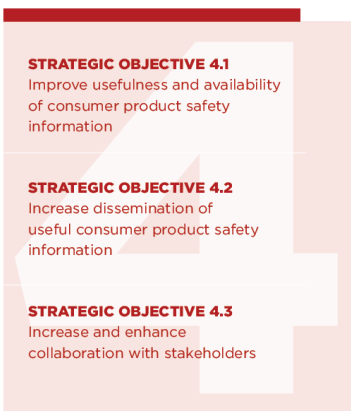 STRATEGIC OBJECTIVE 4.1
Improve usefulness and availability
of consumer product safety
information
STRATEGIC OBJECTIVE 4.2
Increase dissemination of
useful consumer product safety
information
STRATEGIC OBJECTIVE 4.3
Increase and enhance
collaboration with stakeholders
4